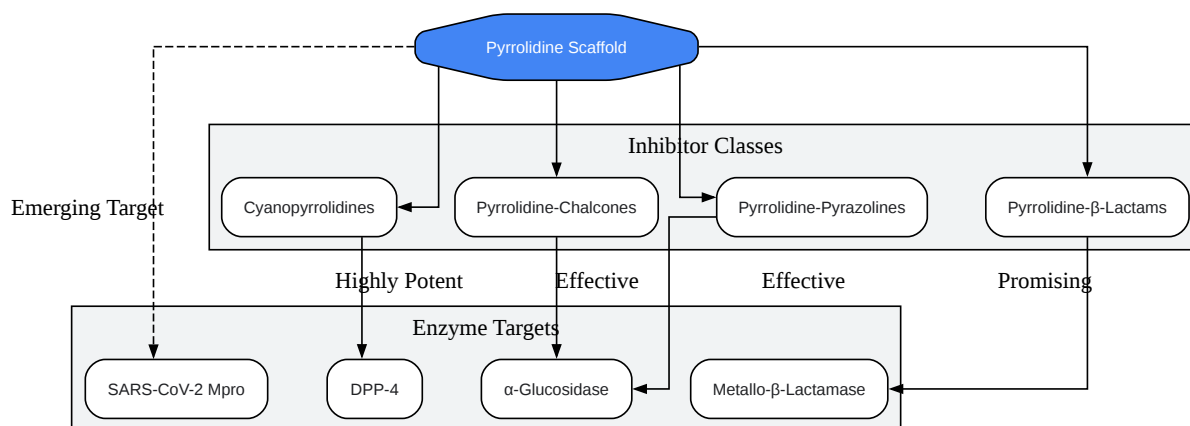 Pyrrolidine Scaffold
Inhibitor Classes
Cyanopyrrolidines
Pyrrolidine-Chalcones
Pyrrolidine-Pyrazolines
Pyrrolidine-β-Lactams
Emerging Target
Highly Potent
Effective
Effective
Promising
Enzyme Targets
SARS-CoV-2 Mpro
DPP-4
α-Glucosidase
Metallo-β-Lactamase